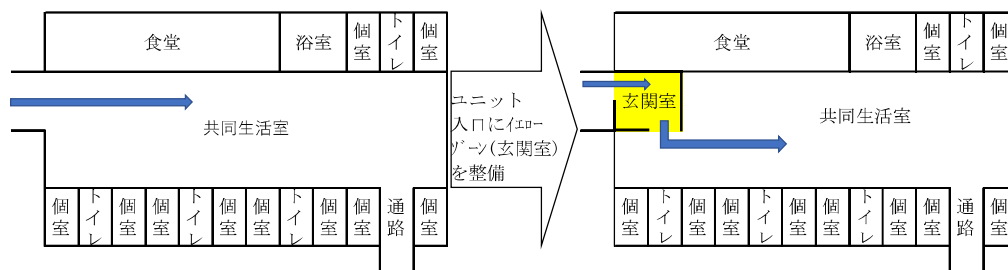 食堂
浴室
個室
トイレ
個室
共同生活室
個室
トイレ
個室
個室
トイレ
個室
個室
トイレ
個室
個室
通路
個室
ユニット
入口にｲｴﾛｰ
ｿﾞｰﾝ(玄関室)
を整備
食堂
浴室
個室
トイレ
個室
玄関室
共同生活室
個室
トイレ
個室
個室
トイレ
個室
個室
トイレ
個室
個室
通路
個室